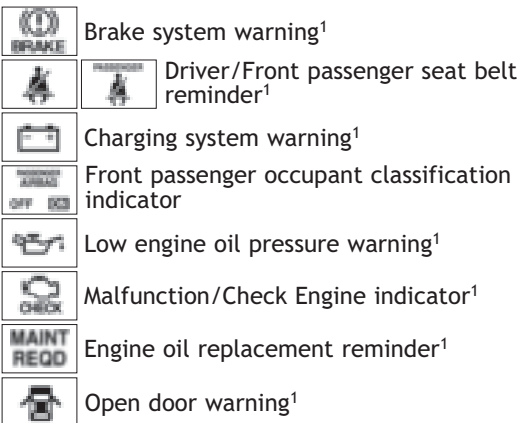 BRAKE
Brake system warning¹
PASSENGER
Driver/Front passenger seat belt
reminder¹
Charging system warning¹
PASSENGER
AIRBAG
OFF
Front passenger occupant classification
indicator
Low engine oil pressure warning¹
CHECK
Malfunction/Check Engine indicator¹
MAINT
REQD
Engine oil replacement reminder¹
Open door warning¹